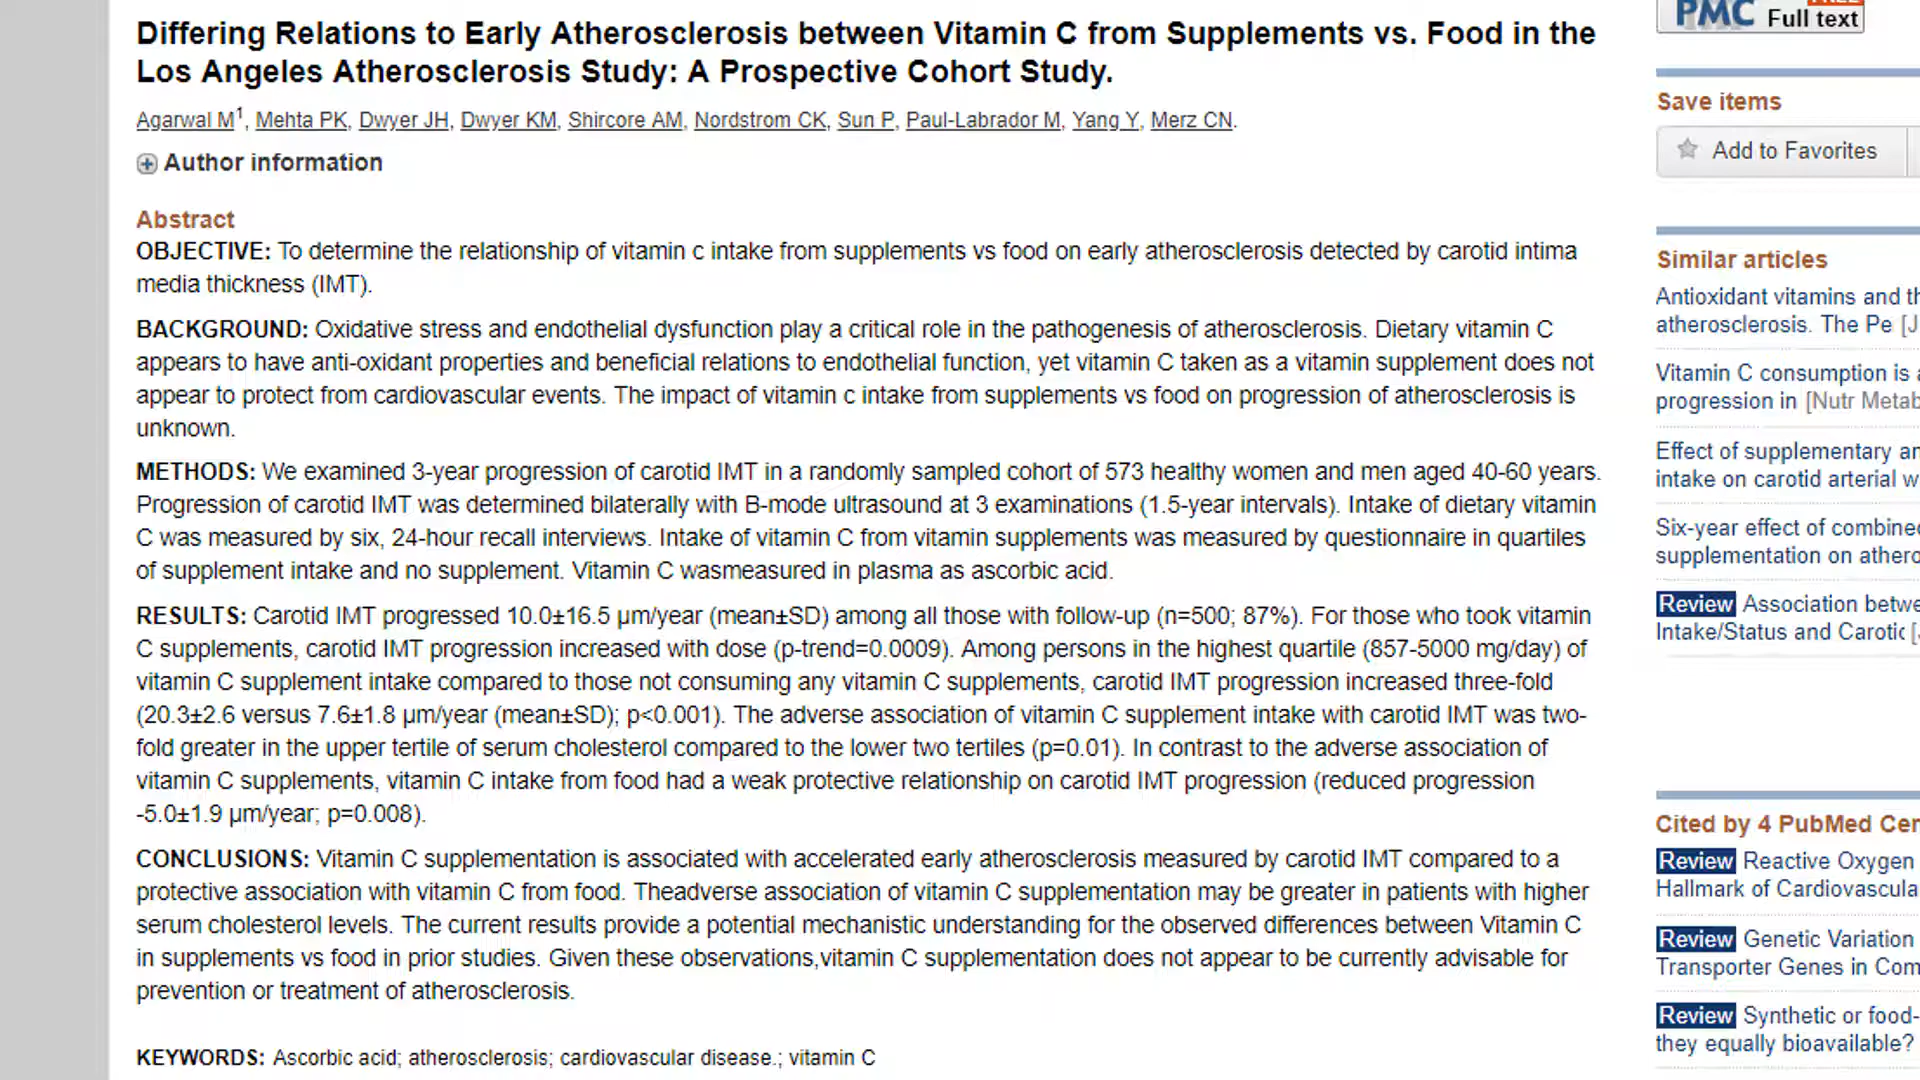 Differing Relations to Early Atherosclerosis between Vitamin C from Supplements vs. Food in the
Los Angeles Atherosclerosis Study: A Prospective Cohort Study.
Agarwal M1, Mehta PK, Dwyer JH, Dwyer KM, Shircore AM, Nordstrom CK, Sun P, Paul-Labrador M, Yang Y, Merz CN.
Author information
Abstract
OBJECTIVE: To determine the relationship of vitamin c intake from supplements vs food on early atherosclerosis detected by carotid intima
media thickness (IMT).
BACKGROUND: Oxidative stress and endothelial dysfunction play a critical role in the pathogenesis of atherosclerosis. Dietary vitamin C
appears to have anti-oxidant properties and beneficial relations to endothelial function, yet vitamin C taken as a vitamin supplement does not
appear to protect from cardiovascular events. The impact of vitamin c intake from supplements vs food on progression of atherosclerosis is
unknown.
METHODS: We examined 3-year progression of carotid IMT in a randomly sampled cohort of 573 healthy women and men aged 40-60 years.
Progression of carotid IMT was determined bilaterally with B-mode ultrasound at 3 examinations (1.5-year intervals). Intake of dietary vitamin
C was measured by six, 24-hour recall interviews. Intake of vitamin C from vitamin supplements was measured by questionnaire in quartiles
of supplement intake and no supplement. Vitamin C wasmeasured in plasma as ascorbic acid.
RESULTS: Carotid IMT progressed 10.0±16.5 μm/year (mean±SD) among all those with follow-up (n=500; 87%). For those who took vitamin
C supplements, carotid IMT progression increased with dose (p-trend=0.0009). Among persons in the highest quartile (857-5000 mg/day) of
vitamin C supplement intake compared to those not consuming any vitamin C supplements, carotid IMT progression increased three-fold
(20.3±2.6 versus 7.6±1.8 μm/year (mean±SD); p<0.001). The adverse association of vitamin C supplement intake with carotid IMT was two-
fold greater in the upper tertile of serum cholesterol compared to the lower two tertiles (p=0.01). In contrast to the adverse association of
vitamin C supplements, vitamin C intake from food had a weak protective relationship on carotid IMT progression (reduced progression
-5.0±1.9 μm/year; p=0.008).
CONCLUSIONS: Vitamin C supplementation is associated with accelerated early atherosclerosis measured by carotid IMT compared to a
protective association with vitamin C from food. Theadverse association of vitamin C supplementation may be greater in patients with higher
serum cholesterol levels. The current results provide a potential mechanistic understanding for the observed differences between Vitamin C
in supplements vs food in prior studies. Given these observations,vitamin C supplementation does not appear to be currently advisable for
prevention or treatment of atherosclerosis.
KEYWORDS: Ascorbic acid; atherosclerosis; cardiovascular disease.; vitamin C
PMC Full text
Save items
Add to Favorites
Similar articles
Antioxidant vitamins and
atherosclerosis. The Pe [J
Vitamin C consumption is
progression in [Nutr Metab
Effect of supplementary
intake on carotid arterial
Six-year effect of combined
supplementation on
Review Association
Intake/Status and Carotic [
Cited by 4 PubMed
Review Reactive Oxygen
Hallmark of
Review Genetic Variation
Transporter Genes in
Review Synthetic or food-
they equally bioavailable?